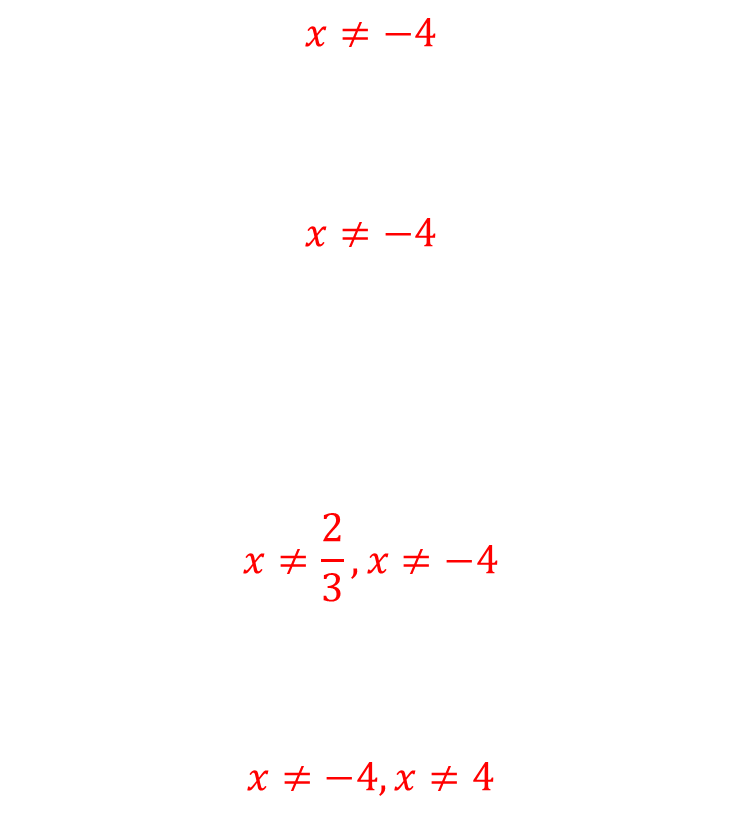 x ≠ −4
x ≠ −4
x ≠ 2/3, x ≠ −4
x ≠ −4, x ≠ 4